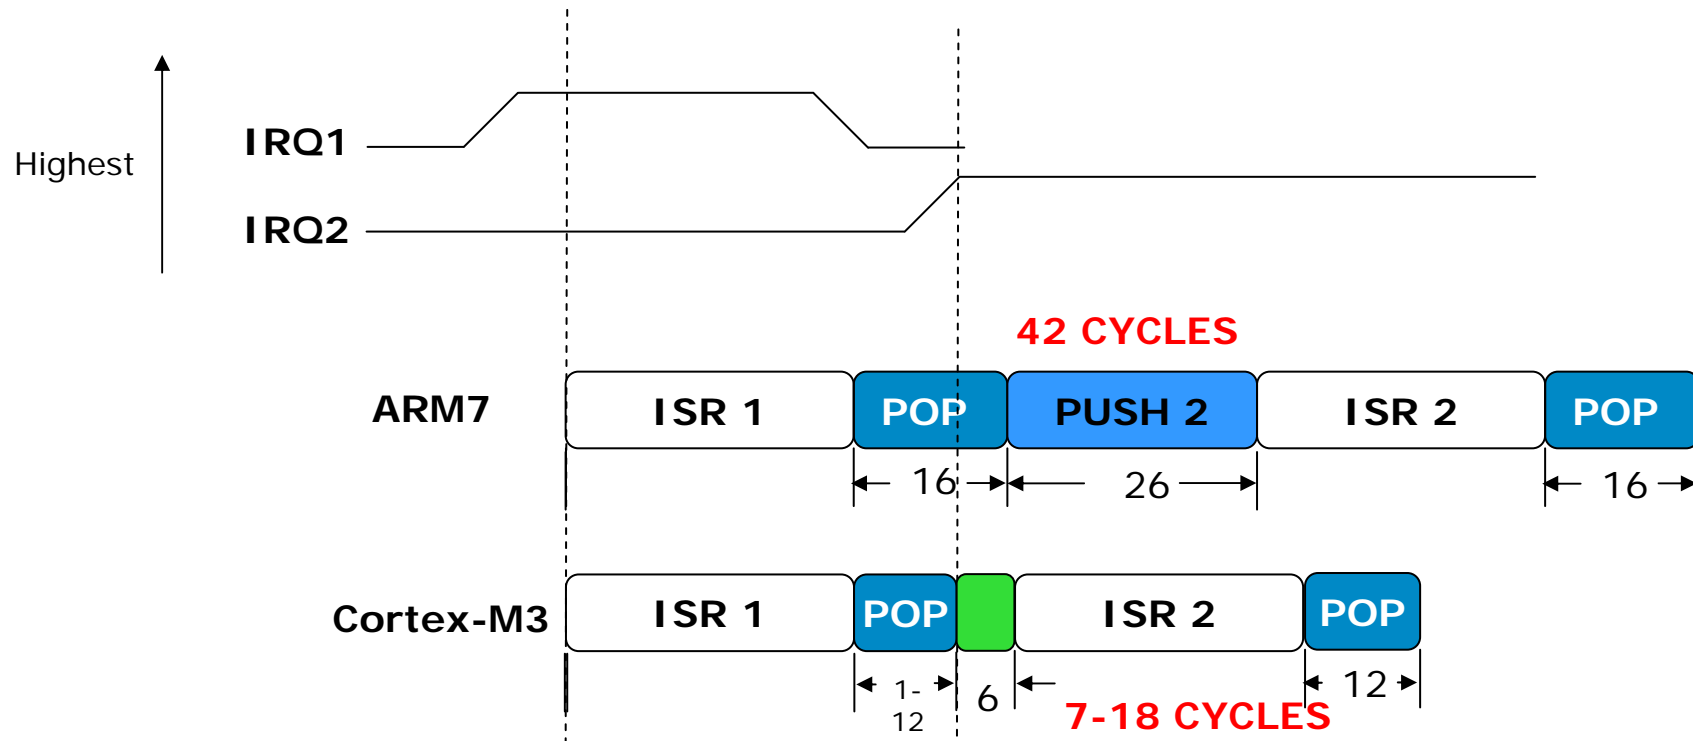 IRQ1
Highest
IRQ2
42 CYCLES
ARM7
ISR 1
POP
PUSH 2
ISR 2
POP
16
26
16
Cortex-M3
ISR 1
POP
ISR 2
POP
1-
12
6
12
7-18 CYCLES